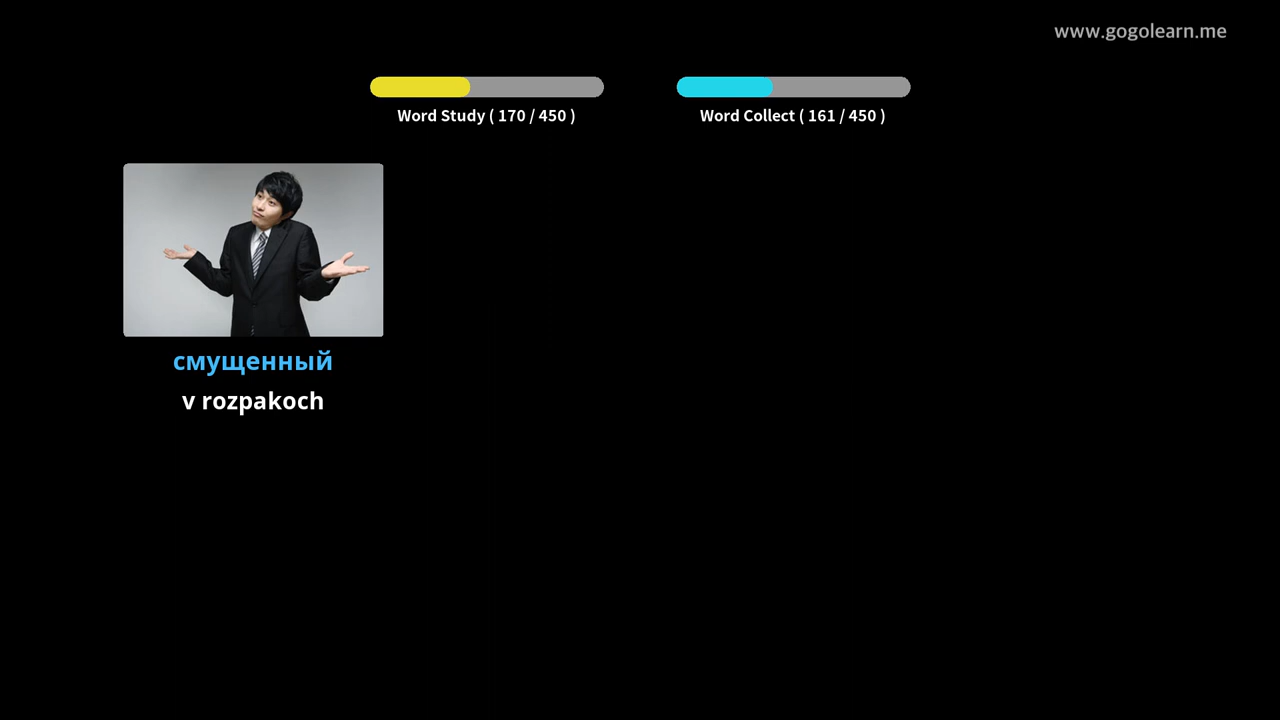 www.gogolearn.me
Word Study ( 170 / 450 )
Word Collect ( 161 / 450 )
смущенный
v rozpakoch